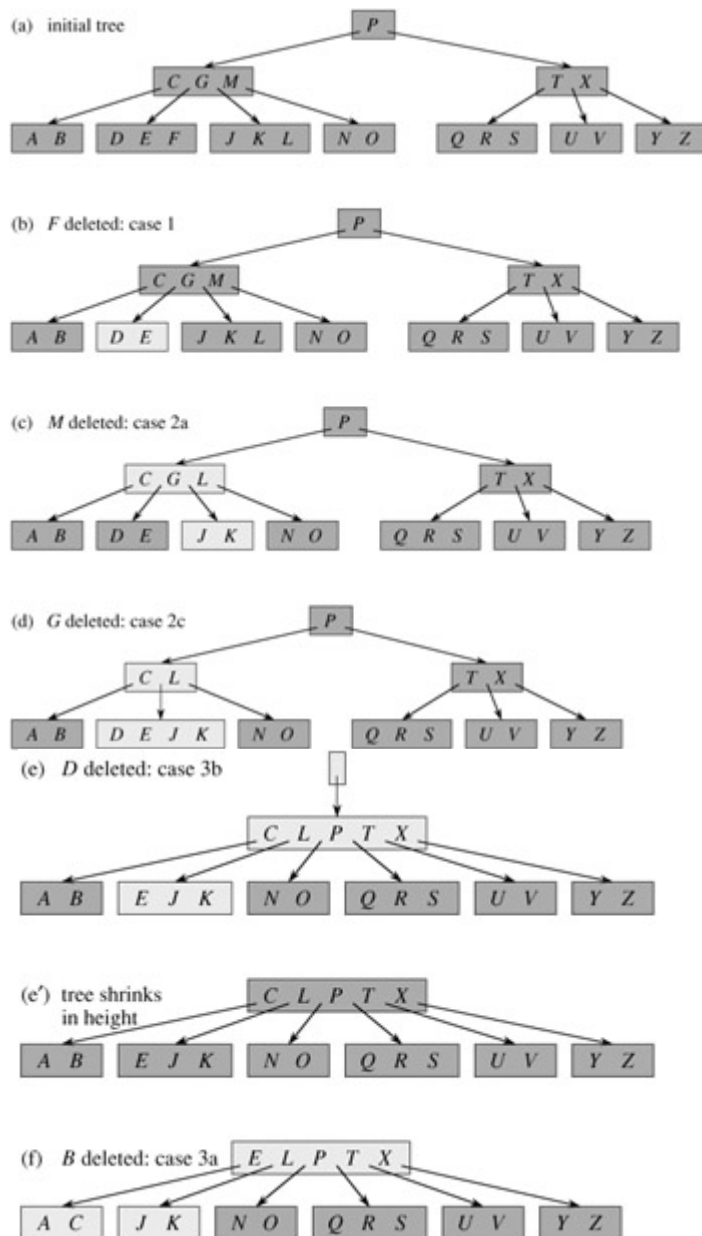 (a) initial tree
P
C G M
T X
A B
D E F
J K L
N O
Q R S
U V
Y Z
(b) F deleted: case 1
P
C G M
T X
A B
D E
J K L
N O
Q R S
U V
Y Z
(c) M deleted: case 2a
P
C G L
T X
A B
D E
J K
N O
Q R S
U V
Y Z
(d) G deleted: case 2c
P
C L
T X
A B
D E J K
N O
Q R S
U V
Y Z
(e) D deleted: case 3b
C L P T X
A B
E J K
N O
Q R S
U V
Y Z
(e′) tree shrinks
in height
C L P T X
A B
E J K
N O
Q R S
U V
Y Z
(f) B deleted: case 3a
E L P T X
A C
J K
N O
Q R S
U V
Y Z